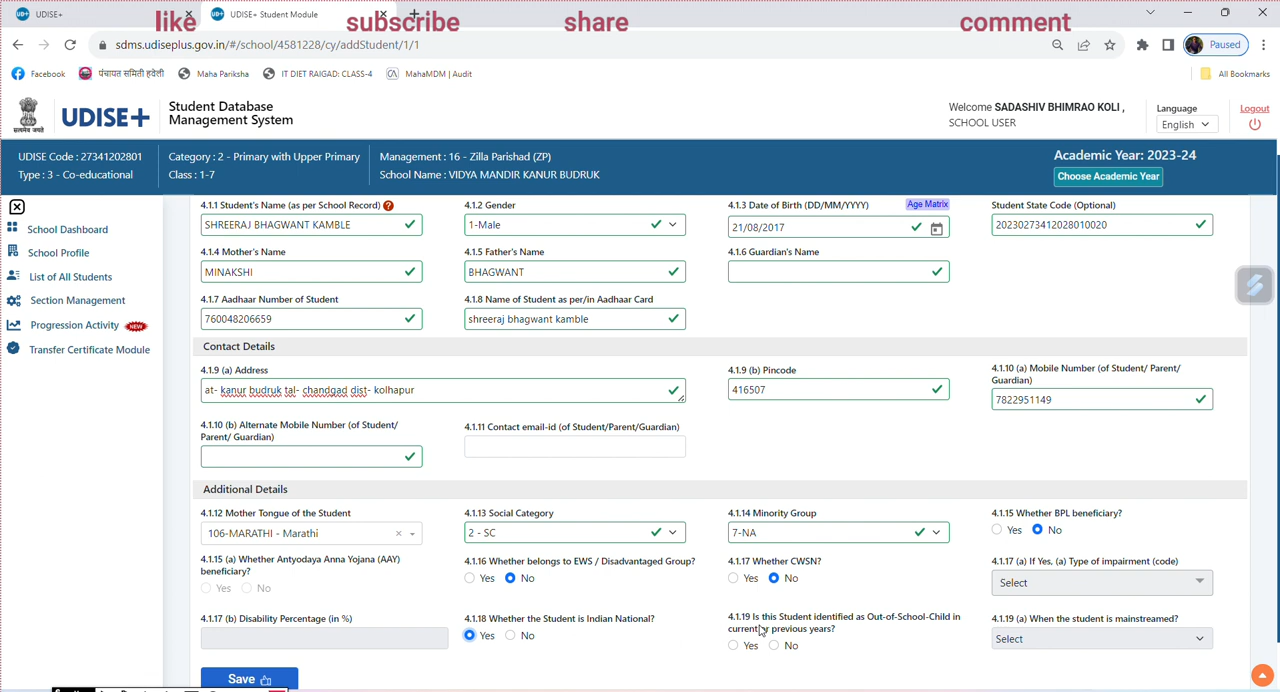 UDISE+
UDISE+ Student Module
like subscribe share comment
sdms.udiseplus.gov.in/#/school/4581228/cy/addStudent/1/1
Paused
Facebook
पंचायत समिती हवेली
Maha Pariksha
IT DIET RAIGAD: CLASS-4
MahaMDM | Audit
All Bookmarks
सत्यमेव जयते
UDISE+
Student Database
Management System
Welcome SADASHIV BHIMRAO KOLI ,
SCHOOL USER
Language
English
Logout
UDISE Code : 27341202801
Type : 3 - Co-educational
Category : 2 - Primary with Upper Primary
Class : 1-7
Management : 16 - Zilla Parishad (ZP)
School Name : VIDYA MANDIR KANUR BUDRUK
Academic Year: 2023-24
Choose Academic Year
School Dashboard
School Profile
List of All Students
Section Management
Progression Activity NEW
Transfer Certificate Module
4.1.1 Student's Name (as per School Record) ?
SHREERAJ BHAGWANT KAMBLE
4.1.2 Gender
1-Male
4.1.3 Date of Birth (DD/MM/YYYY) Age Matrix
21/08/2017
Student State Code (Optional)
20230273412028010020
4.1.4 Mother's Name
MINAKSHI
4.1.5 Father's Name
BHAGWANT
4.1.6 Guardian's Name
4.1.7 Aadhaar Number of Student
760048206659
4.1.8 Name of Student as per/in Aadhaar Card
shreeraj bhagwant kamble
Contact Details
4.1.9 (a) Address
at- kanur budruk tal- chandgad dist- kolhapur
4.1.9 (b) Pincode
416507
4.1.10 (a) Mobile Number (of Student/ Parent/
Guardian)
7822951149
4.1.10 (b) Alternate Mobile Number (of Student/
Parent/ Guardian)
4.1.11 Contact email-id (of Student/Parent/Guardian)
Additional Details
4.1.12 Mother Tongue of the Student
106-MARATHI - Marathi
4.1.13 Social Category
2 - SC
4.1.14 Minority Group
7-NA
4.1.15 Whether BPL beneficiary?
Yes No
4.1.15 (a) Whether Antyodaya Anna Yojana (AAY)
beneficiary?
Yes No
4.1.16 Whether belongs to EWS / Disadvantaged Group?
Yes No
4.1.17 Whether CWSN?
Yes No
4.1.17 (a) If Yes, (a) Type of impairment (code)
Select
4.1.17 (b) Disability Percentage (in %)
4.1.18 Whether the Student is Indian National?
Yes No
4.1.19 Is this Student identified as Out-of-School-Child in
current or previous years?
Yes No
4.1.19 (a) When the student is mainstreamed?
Select
Save